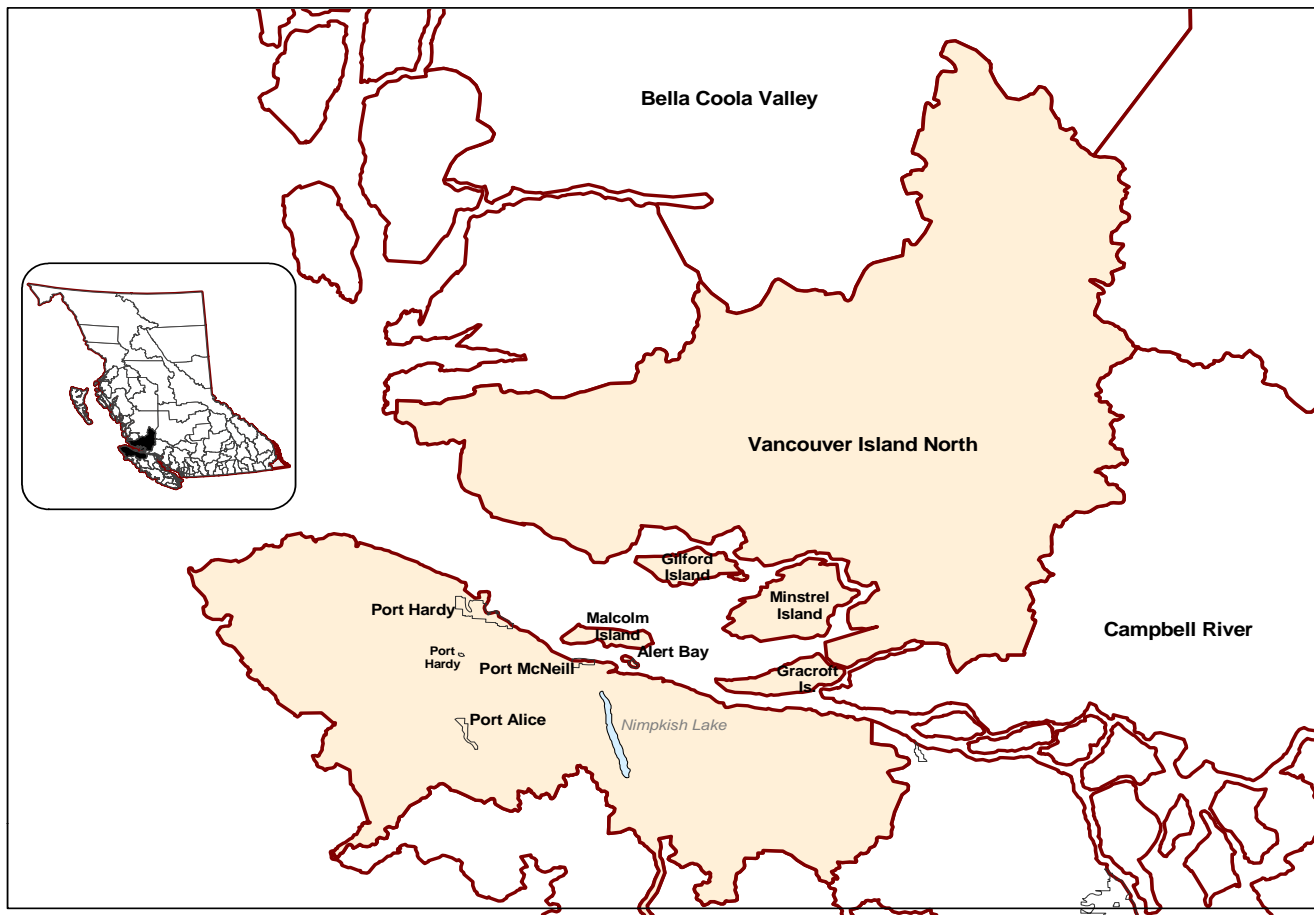 Bella Coola Valley
Vancouver Island North
Gilford
Island
Minstrel
Island
Port Hardy
Malcolm
Island
Campbell River
Port
Hardy
Alert Bay
Port McNeill
Gracroft
Is.
Port Alice
Nimpkish Lake